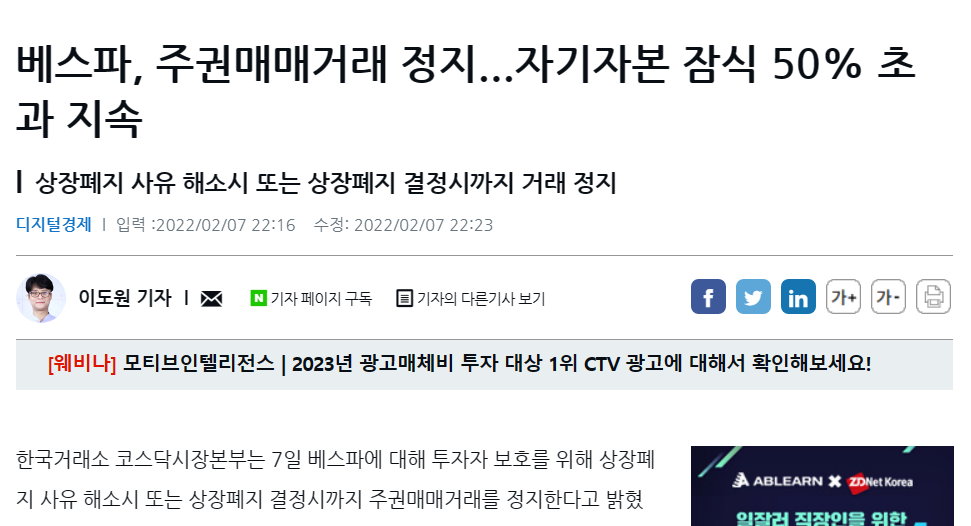 베스파, 주권매매거래 정지...자기자본 잠식 50% 초
과 지속
상장폐지 사유 해소시 또는 상장폐지 결정시까지 거래 정지
디지털경제 | 입력 :2022/02/07 22:16 수정: 2022/02/07 22:23
이도원 기자 | N 기자 페이지 구독 기자의 다른기사 보기 f in 가+ 가-
[웨비나] 모티브인텔리전스 | 2023년 광고매체비 투자 대상 1위 CTV 광고에 대해서 확인해보세요!
한국거래소 코스닥시장본부는 7일 베스파에 대해 투자자 보호를 위해 상장폐
지 사유 해소시 또는 상장폐지 결정시까지 주권매매거래를 정지한다고 밝혔
ABLEARN ZDNet Korea
일잘러 직장인을 위한